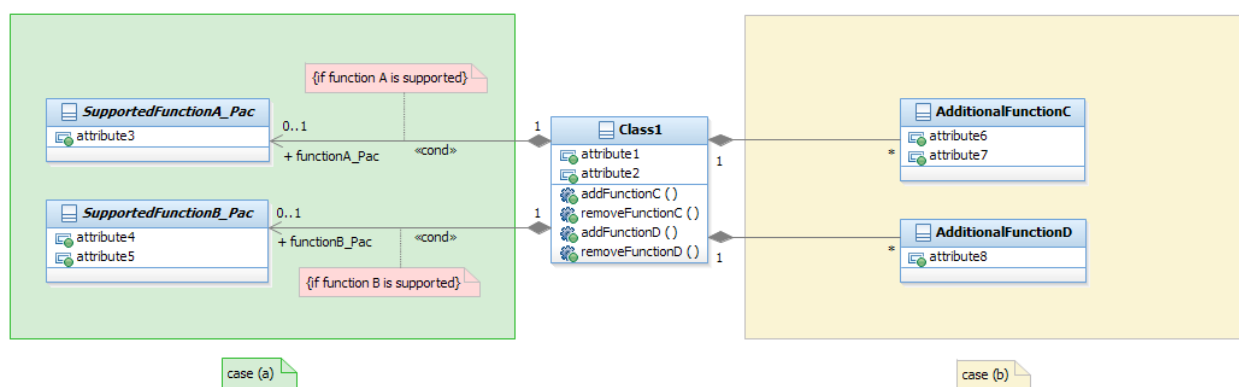 {if function A is supported}
SupportedFunctionA_Pac
attribute3
0..1
+ functionA_Pac
«cond»
1
Class1
attribute1
attribute2
addFunctionC ( )
removeFunctionC ( )
addFunctionD ( )
removeFunctionD ( )
1
*
AdditionalFunctionC
attribute6
attribute7
SupportedFunctionB_Pac
attribute4
attribute5
0..1
+ functionB_Pac
«cond»
1
{if function B is supported}
1
*
AdditionalFunctionD
attribute8
case (a)
case (b)